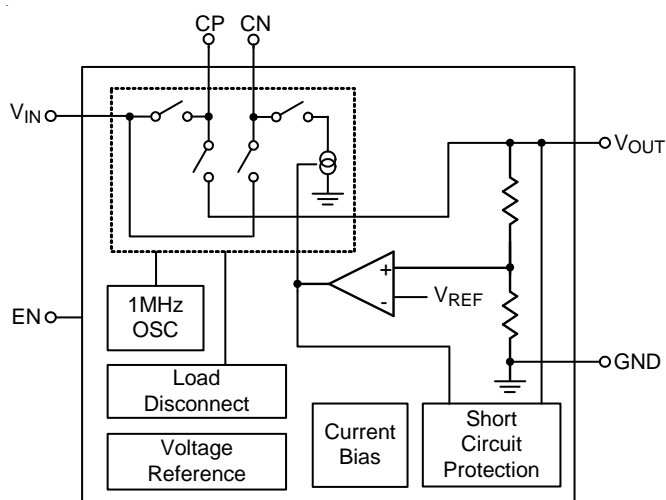 CP CN
VIN
VOUT
+
-
VREF
1MHz
OSC
EN
GND
Load
Disconnect
Voltage
Reference
Current
Bias
Short
Circuit
Protection